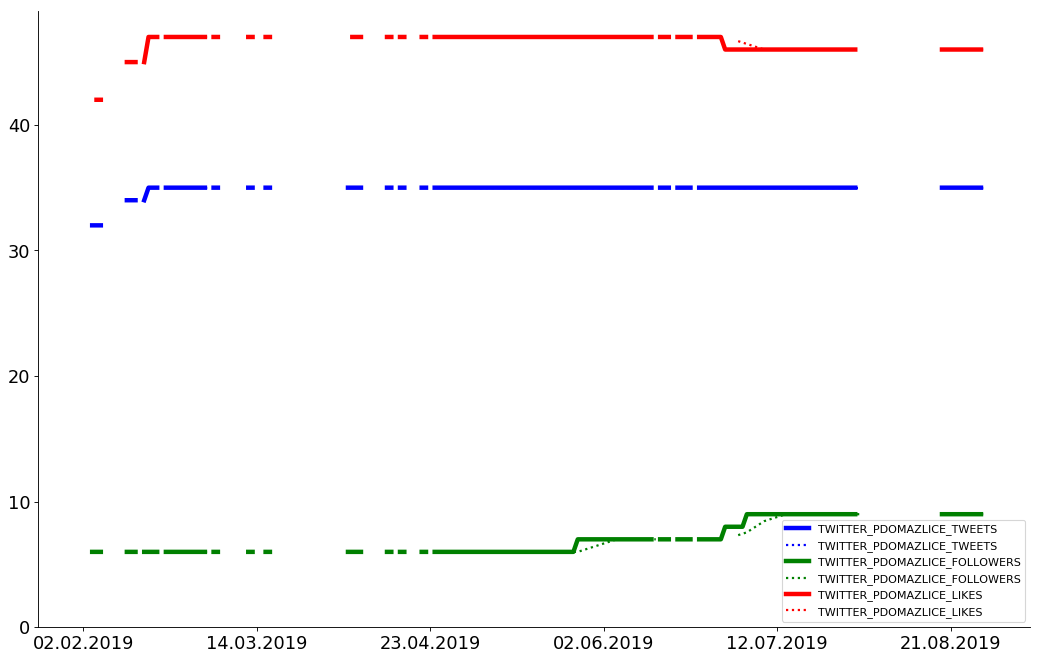 40
30
20
10
0
02.02.2019 14.03.2019 23.04.2019 02.06.2019 12.07.2019 21.08.2019
TWITTER_PDOMAZLICE_TWEETS
TWITTER_PDOMAZLICE_TWEETS
TWITTER_PDOMAZLICE_FOLLOWERS
TWITTER_PDOMAZLICE_FOLLOWERS
TWITTER_PDOMAZLICE_LIKES
TWITTER_PDOMAZLICE_LIKES